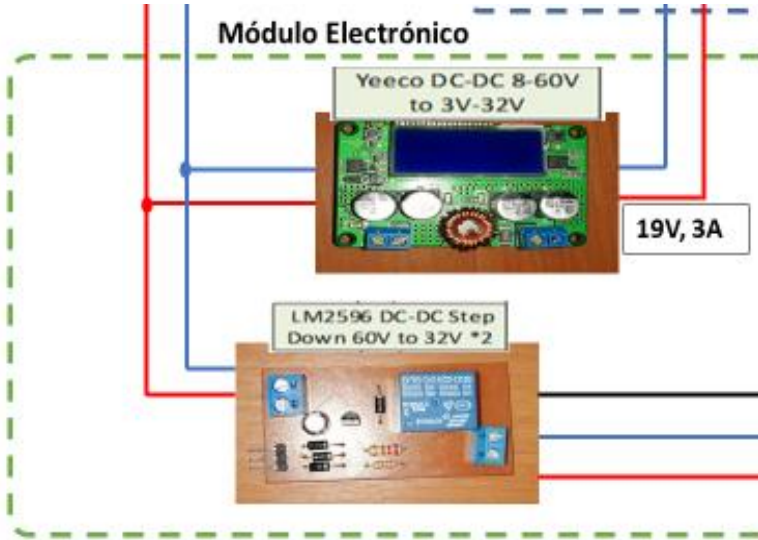 Módulo Electrónico
Yeeco DC-DC 8-60V
to 3V-32V
19V, 3A
LM2596 DC-DC Step
Down 60V to 32V *2